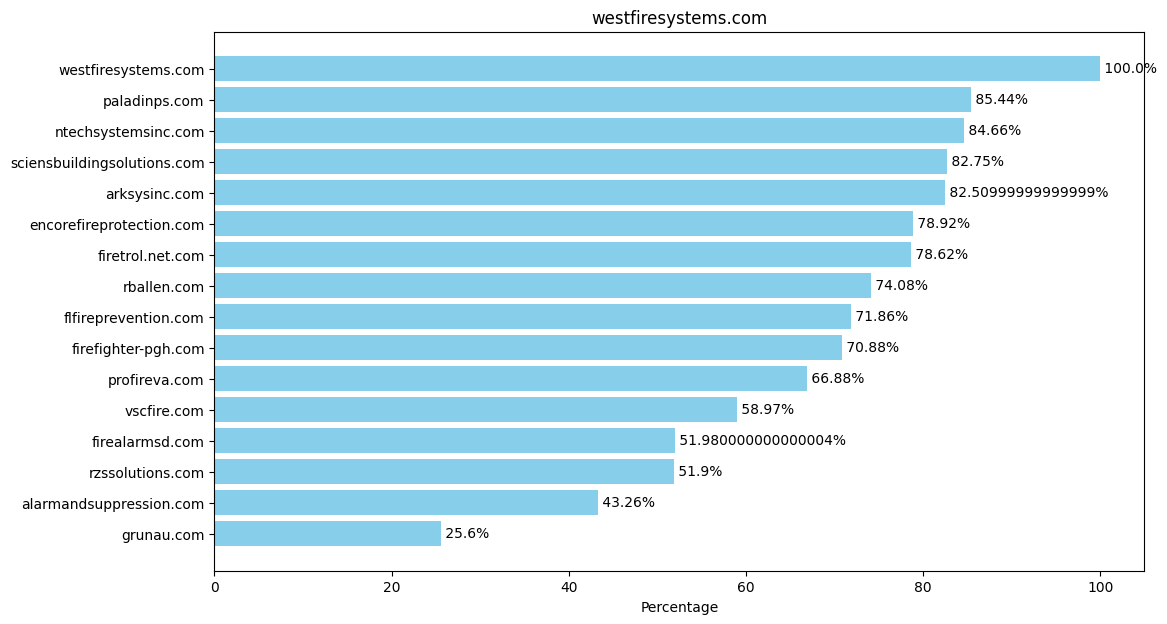 westfiresystems.com
westfiresystems.com 100.0%
paladinps.com 85.44%
ntechsystemsinc.com 84.66%
sciensbuildingsolutions.com 82.75%
arksysinc.com 82.50999999999999%
encorefireprotection.com 78.92%
firetrol.net.com 78.62%
rballen.com 74.08%
flfireprevention.com 71.86%
firefighter-pgh.com 70.88%
profireva.com 66.88%
vscfire.com 58.97%
firealarmsd.com 51.980000000000004%
rzssolutions.com 51.9%
alarmandsuppression.com 43.26%
grunau.com 25.6%
0 20 40 60 80 100
Percentage